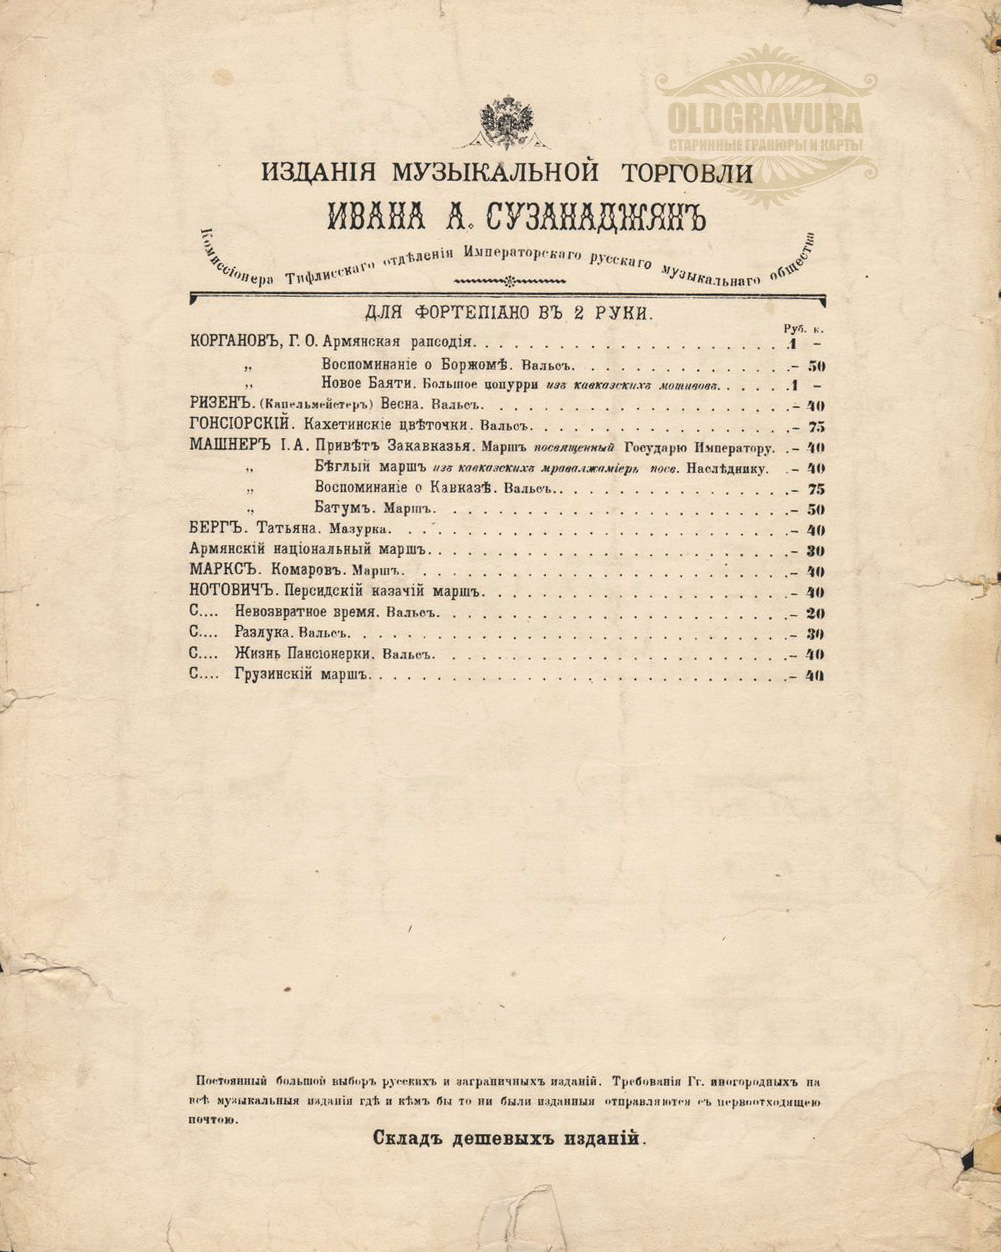 OLDGRAVURA
СТАРИННЫЕ ГРАВЮРЫ И КАРТЫ
ИЗДАНІЯ МУЗЫКАЛЬНОЙ ТОРГОВЛИ
ИВАНА А. СУЗАНАДЖЯНЪ
Комиссіонера Тифлисскаго отдѣленія Императорскаго русскаго музыкальнаго общества
ДЛЯ ФОРТЕПІАНО ВЪ 2 РУКИ.
Руб. к.
КОРГАНОВЪ, Г. О. Армянская рапсодія. 1 –
„ Воспоминаніе о Боржомѣ. Вальсъ. – 50
„ Новое Баяти. Большое попурри изъ кавказскихъ мотивовъ. 1 –
РИЗЕНЪ. (Капельмейстеръ) Весна. Вальсъ. – 40
ГОНСІОРСКІЙ. Кахетинскіе цвѣточки. Вальсъ. – 75
МАШНЕРЪ І. А. Привѣтъ Закавказья. Маршъ посвященный Государю Императору. – 40
„ Бѣглый маршъ изъ кавказскихъ мравалжаміеръ посв. Наслѣднику. – 40
„ Воспоминаніе о Кавказѣ. Вальсъ. – 75
„ Батумъ. Маршъ. – 50
БЕРГЪ. Татьяна. Мазурка. – 40
Армянскій національный маршъ. – 30
МАРКСЪ. Комаровъ. Маршъ. – 40
НОТОВИЧЪ. Персидскій казачій маршъ. – 40
С.... Невозвратное время. Вальсъ. – 20
С.... Разлука. Вальсъ. – 30
С.... Жизнь Пансіонерки. Вальсъ. – 40
С.... Грузинскій маршъ. – 40
Постоянный большой выборъ русскихъ и заграничныхъ изданій. Требованія Гг. иногородныхъ на
всѣ музыкальныя изданія гдѣ и кѣмъ бы то ни были изданныя отправляются съ первоотходящею
почтою.
Складъ дешевыхъ изданій.